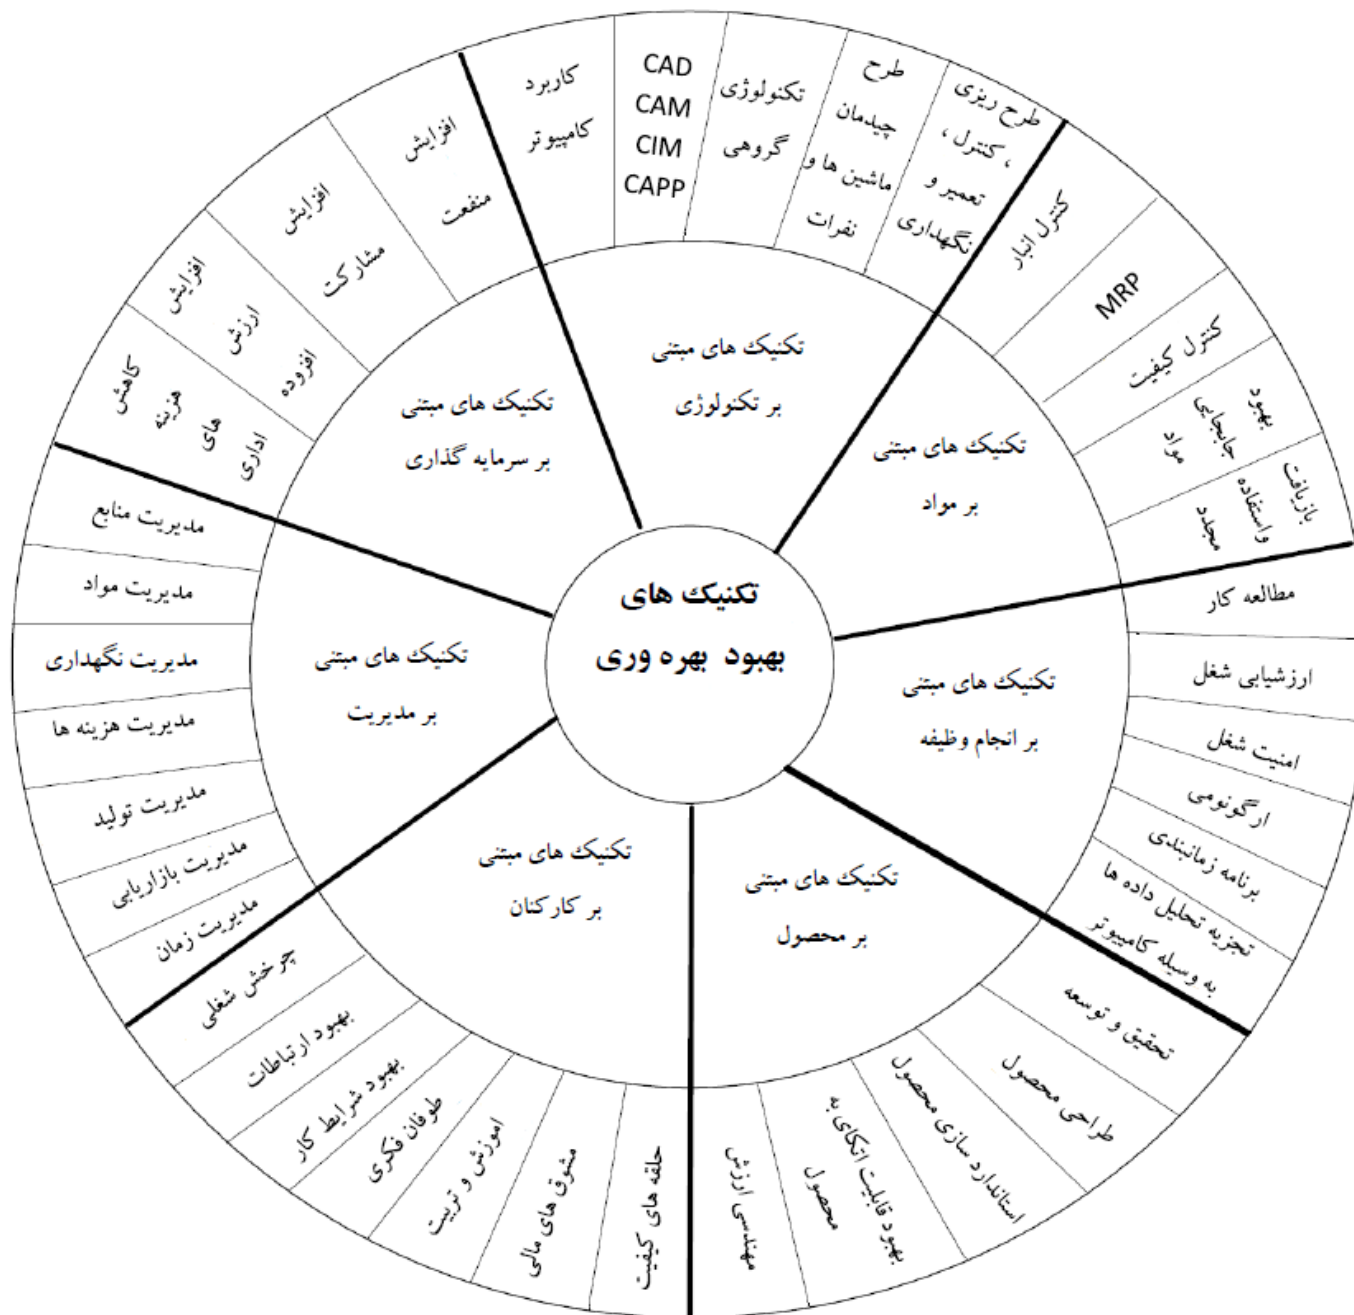 تکنیک های
بهبود بهره وری
تکنیک های مبتنی
بر تکنولوژی
کاربرد
کامپیوتر
CAD
CAM
CIM
CAPP
تکنولوژی
گروهی
طرح
چیدمان
ماشین ها و
نفرات
طرح ریزی
، کنترل ،
تعمیر و
نگهداری
تکنیک های مبتنی
بر مواد
کنترل انبار
MRP
کنترل کیفیت
بهبود
جابجایی
مواد
بازیافت
واستفاده
مجدد
تکنیک های مبتنی
بر انجام وظیفه
مطالعه کار
ارزشیابی شغل
امنیت شغل
ارگونومی
برنامه زمانبندی
تجزیه تحلیل داده ها
به وسیله کامپیوتر
تکنیک های مبتنی
بر محصول
تحقیق و توسعه
طراحی محصول
استاندارد سازی محصول
بهبود قابلیت اتکای به
محصول
مهندسی ارزش
تکنیک های مبتنی
بر کارکنان
حلقه های کیفیت
مشوق های مالی
اموزش و تربیت
طوفان فکری
بهبود شرایط کار
بهبود ارتباطات
چرخش شغلی
تکنیک های مبتنی
بر مدیریت
مدیریت زمان
مدیریت بازاریابی
مدیریت تولید
مدیریت هزینه ها
مدیریت نگهداری
مدیریت مواد
مدیریت منابع
تکنیک های مبتنی
بر سرمایه گذاری
کاهش
هزینه
های
اداری
افزایش
ارزش
افزوده
افزایش
مشارکت
افزایش
منفعت